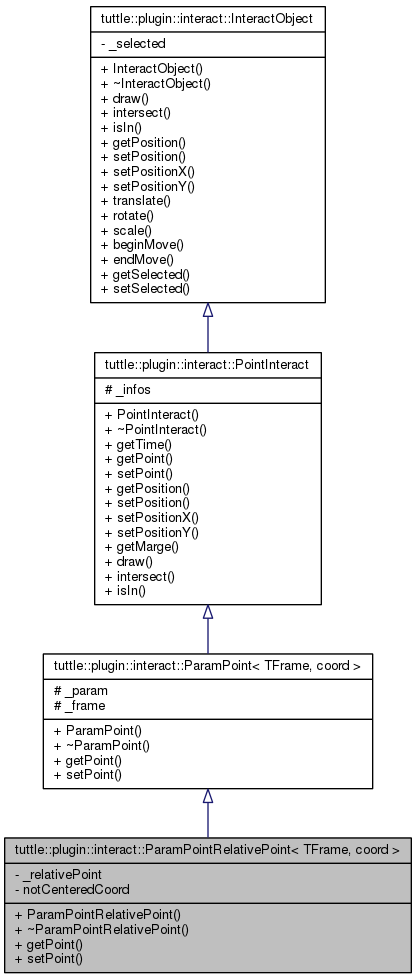 tuttle::plugin::interact::InteractObject
- _selected
+ InteractObject()
+ ~InteractObject()
+ draw()
+ intersect()
+ isIn()
+ getPosition()
+ setPosition()
+ setPositionX()
+ setPositionY()
+ translate()
+ rotate()
+ scale()
+ beginMove()
+ endMove()
+ getSelected()
+ setSelected()
tuttle::plugin::interact::PointInteract
# _infos
+ PointInteract()
+ ~PointInteract()
+ getTime()
+ getPoint()
+ setPoint()
+ getPosition()
+ setPosition()
+ setPositionX()
+ setPositionY()
+ getMarge()
+ draw()
+ intersect()
+ isIn()
tuttle::plugin::interact::ParamPoint< TFrame, coord >
# _param
# _frame
+ ParamPoint()
+ ~ParamPoint()
+ getPoint()
+ setPoint()
tuttle::plugin::interact::ParamPointRelativePoint< TFrame, coord >
- _relativePoint
- notCenteredCoord
+ ParamPointRelativePoint()
+ ~ParamPointRelativePoint()
+ getPoint()
+ setPoint()